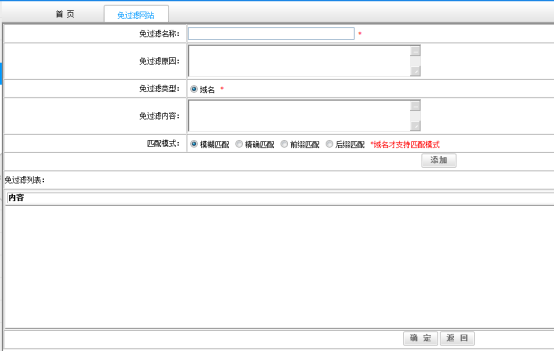 首 页 免过滤网站
免过滤名称: *
免过滤原因:
免过滤类型: 域名 *
免过滤内容:
匹配模式: 模糊匹配 精确匹配 前缀匹配 后缀匹配 *域名才支持匹配模式
添加
免过滤列表:
内容
确 定 返 回